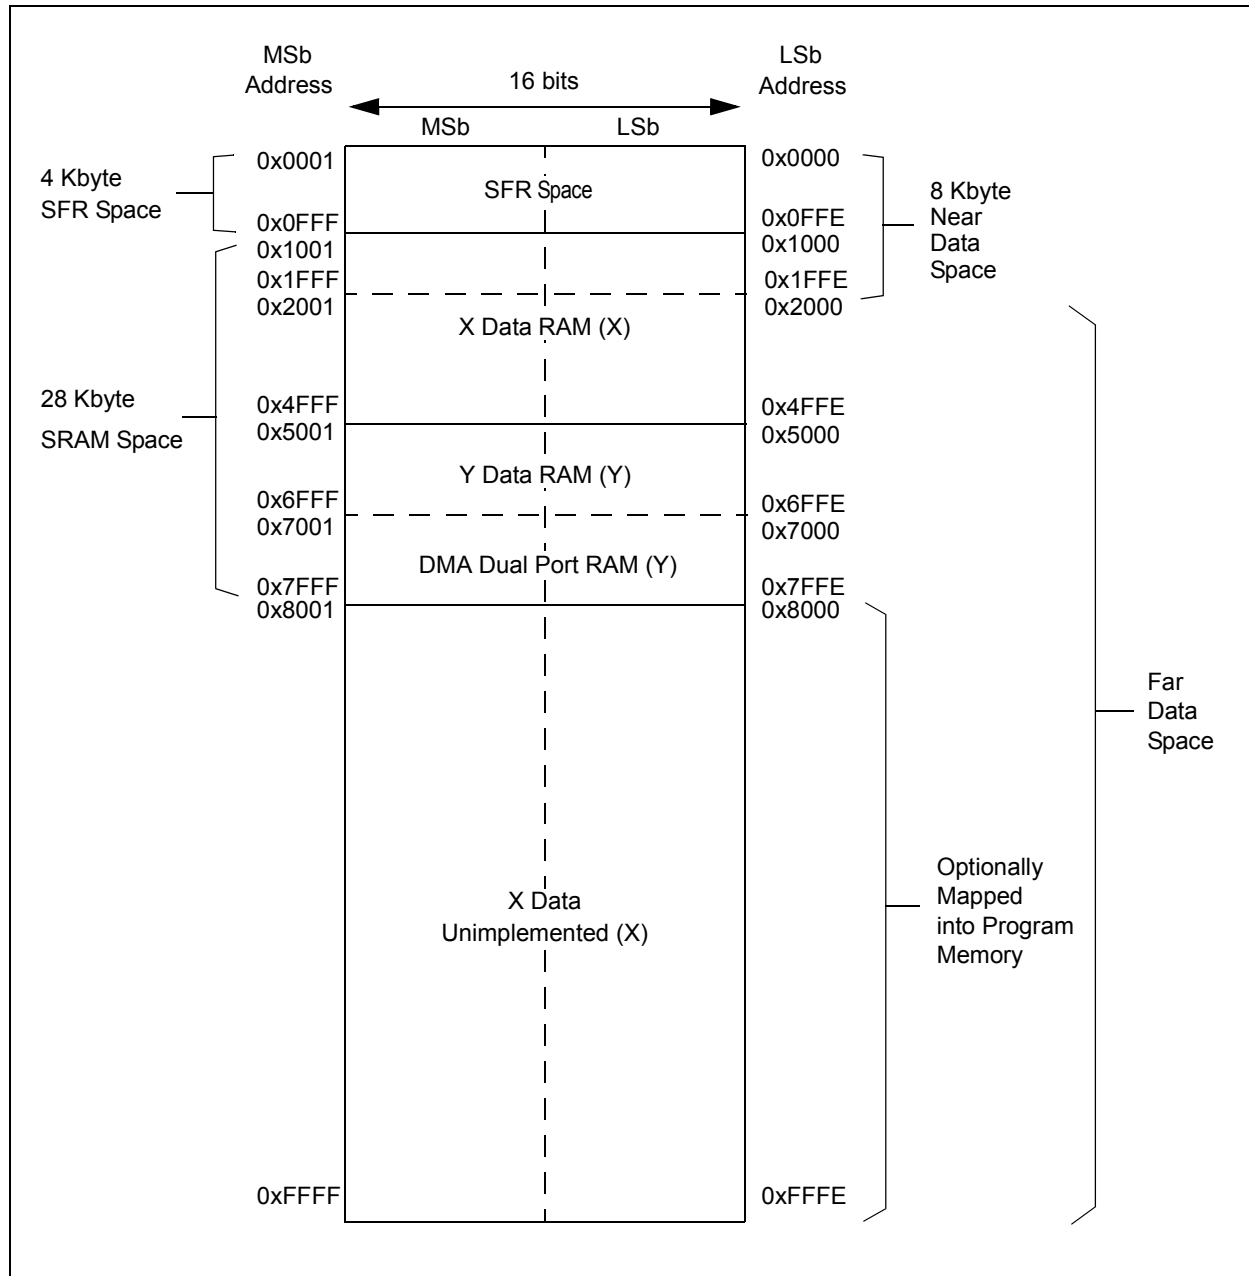 MSb
Address
LSb
Address
16 bits
MSb
LSb
0x0001
0x0000
4 Kbyte
SFR Space
SFR Space
8 Kbyte
Near
Data
Space
0x0FFF
0x0FFE
0x1001
0x1000
0x1FFF
0x1FFE
0x2001
0x2000
X Data RAM (X)
28 Kbyte
SRAM Space
0x4FFF
0x4FFE
0x5001
0x5000
Y Data RAM (Y)
0x6FFF
0x6FFE
0x7001
0x7000
DMA Dual Port RAM (Y)
0x7FFF
0x7FFE
0x8001
0x8000
Far
Data
Space
X Data
Unimplemented (X)
Optionally
Mapped
into Program
Memory
0xFFFF
0xFFFE